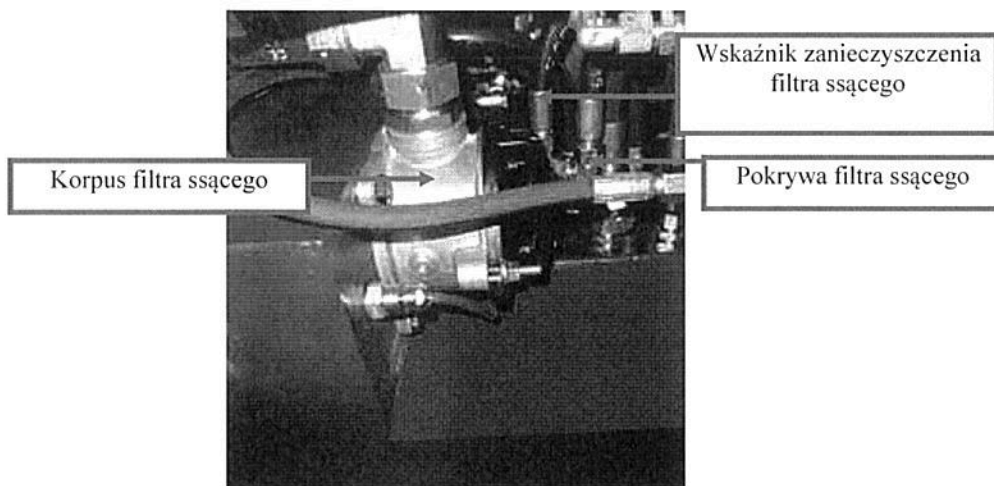 Wskaźnik zanieczyszczenia
filtra ssącego
Korpus filtra ssącego
Pokrywa filtra ssącego